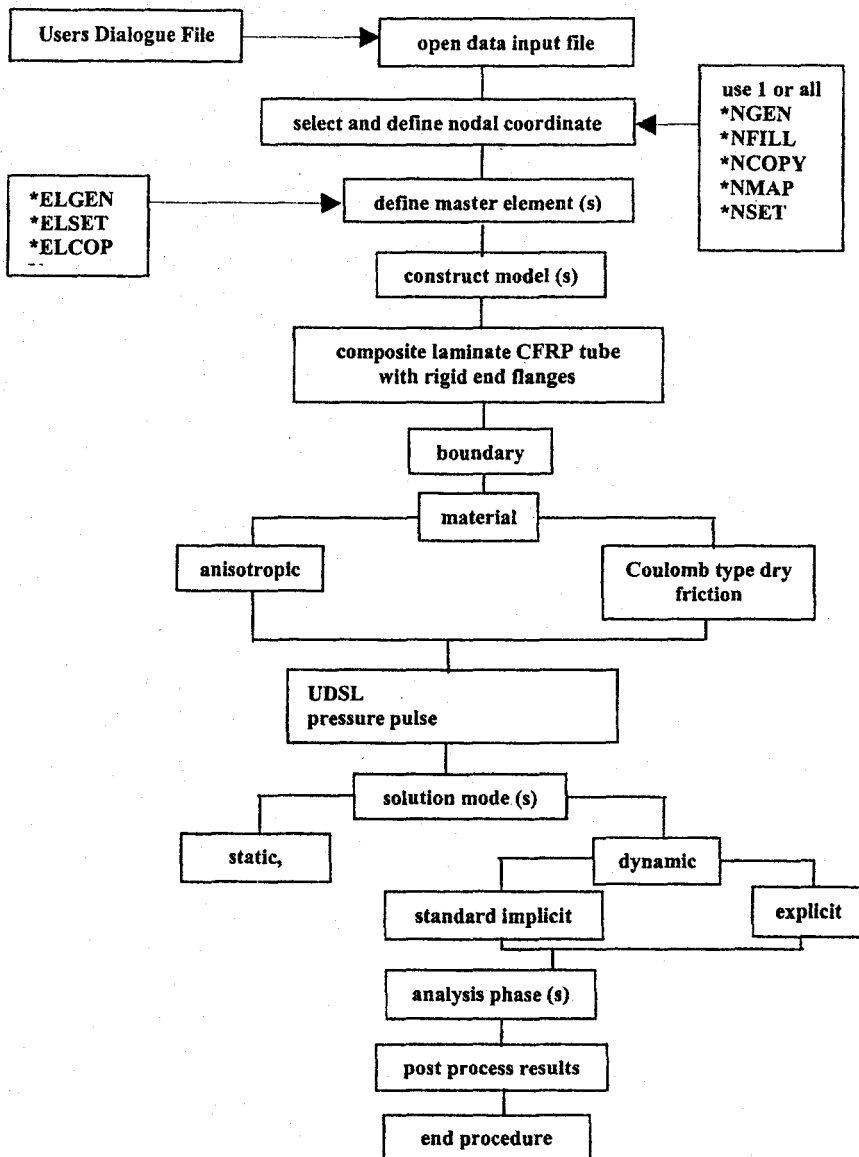 Users Dialogue File
open data input file
use 1 or all
*NGEN
*NFILL
*NCOPY
*NMAP
*NSET
select and define nodal coordinate
*ELGEN
*ELSET
*ELCOP
define master element (s)
construct model (s)
composite laminate CFRP tube
with rigid end flanges
boundary
material
anisotropic
Coulomb type dry
friction
UDSL
pressure pulse
solution mode (s)
static,
dynamic
standard implicit
explicit
analysis phase (s)
post process results
end procedure